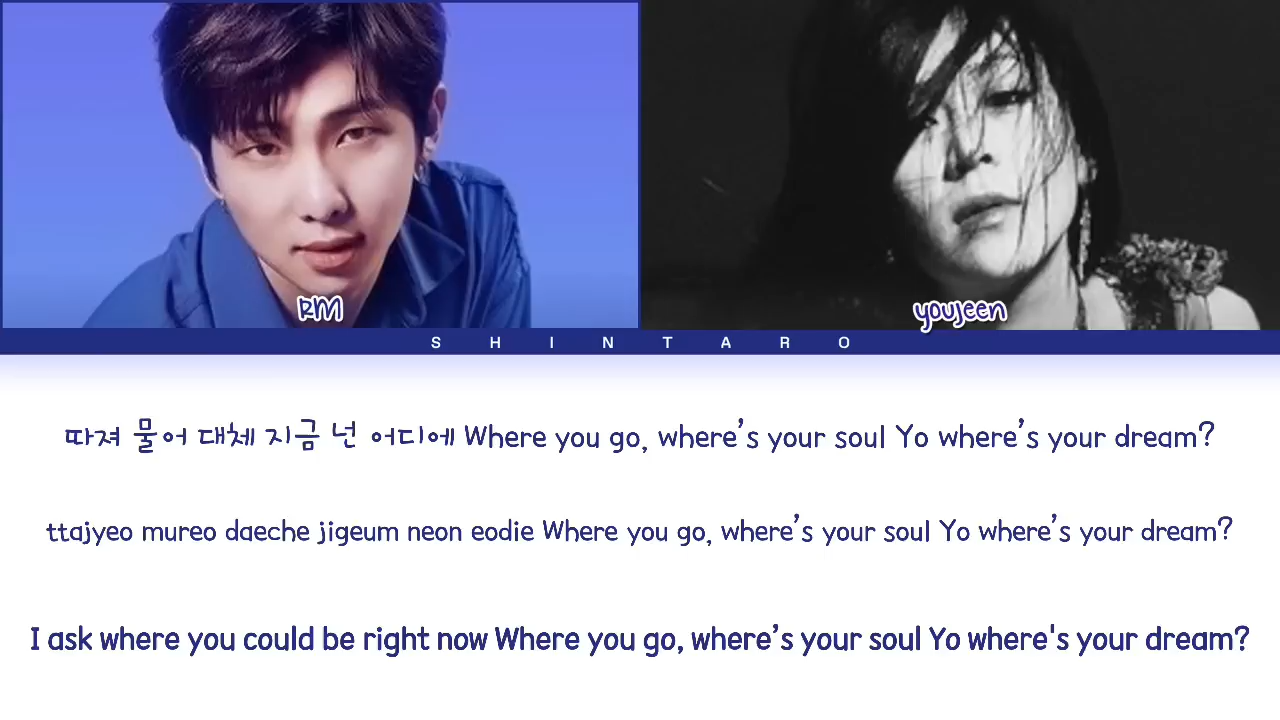 RM
youjeen
SHINTARO
따져 물어 대체 지금 넌 어디에 Where you go, where's your soul Yo where's your dream?
ttajyeo mureo daeche jigeum neon eodie Where you go, where's your soul Yo where's your dream?
I ask where you could be right now Where you go, where's your soul Yo where's your dream?